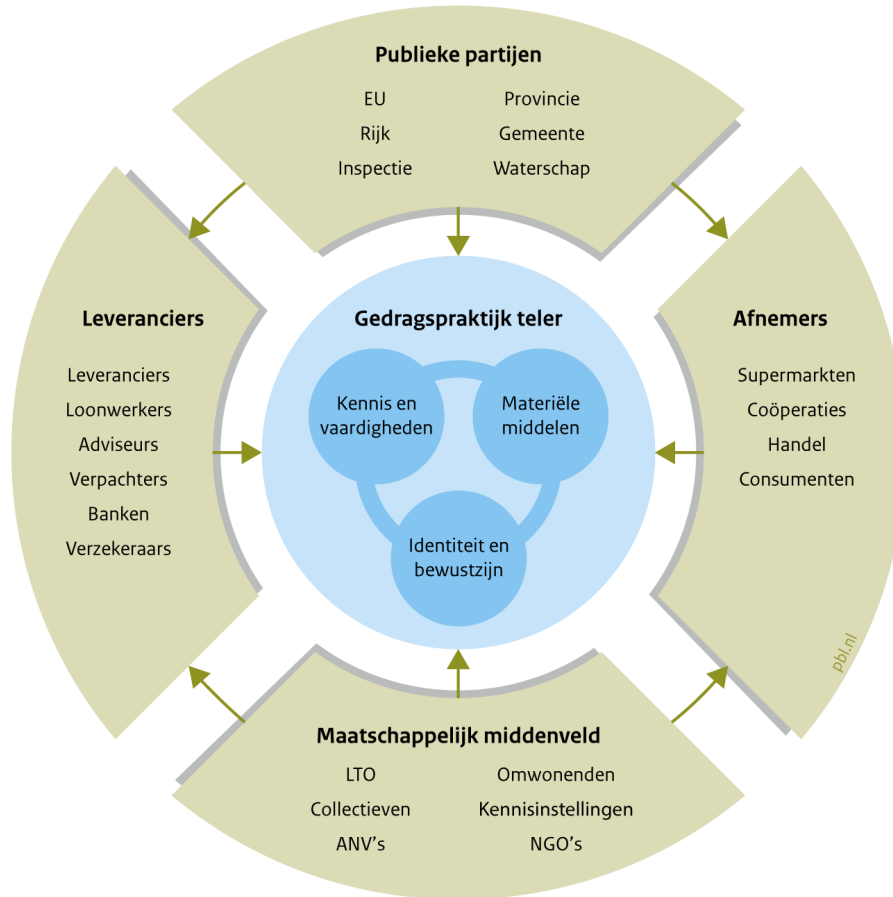 Publieke partijen
EU
Rijk
Inspectie
Provincie
Gemeente
Waterschap
Leveranciers
Leveranciers
Loonwerkers
Adviseurs
Verpachters
Banken
Verzekeraars
Gedragspraktijk teler
Kennis en
vaardigheden
Materiële
middelen
Identiteit en
bewustzijn
Afnemers
Supermarkten
Coöperaties
Handel
Consumenten
Maatschappelijk middenveld
LTO
Collectieven
ANV's
Omwonenden
Kennisinstellingen
NGO's
pbl.nl